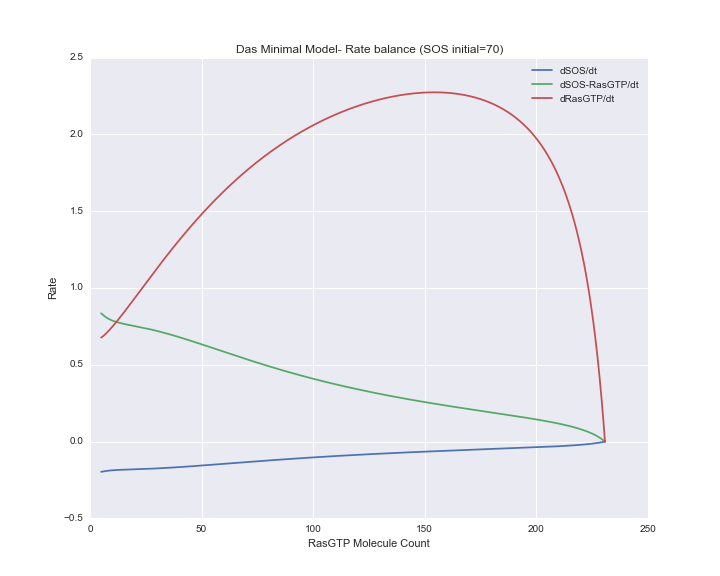 Das Minimal Model- Rate balance (SOS initial=70)
dSOS/dt
dSOS-RasGTP/dt
dRasGTP/dt
2.5
2.0
1.5
1.0
0.5
0.0
−0.5
Rate
0
50
100
150
200
250
RasGTP Molecule Count